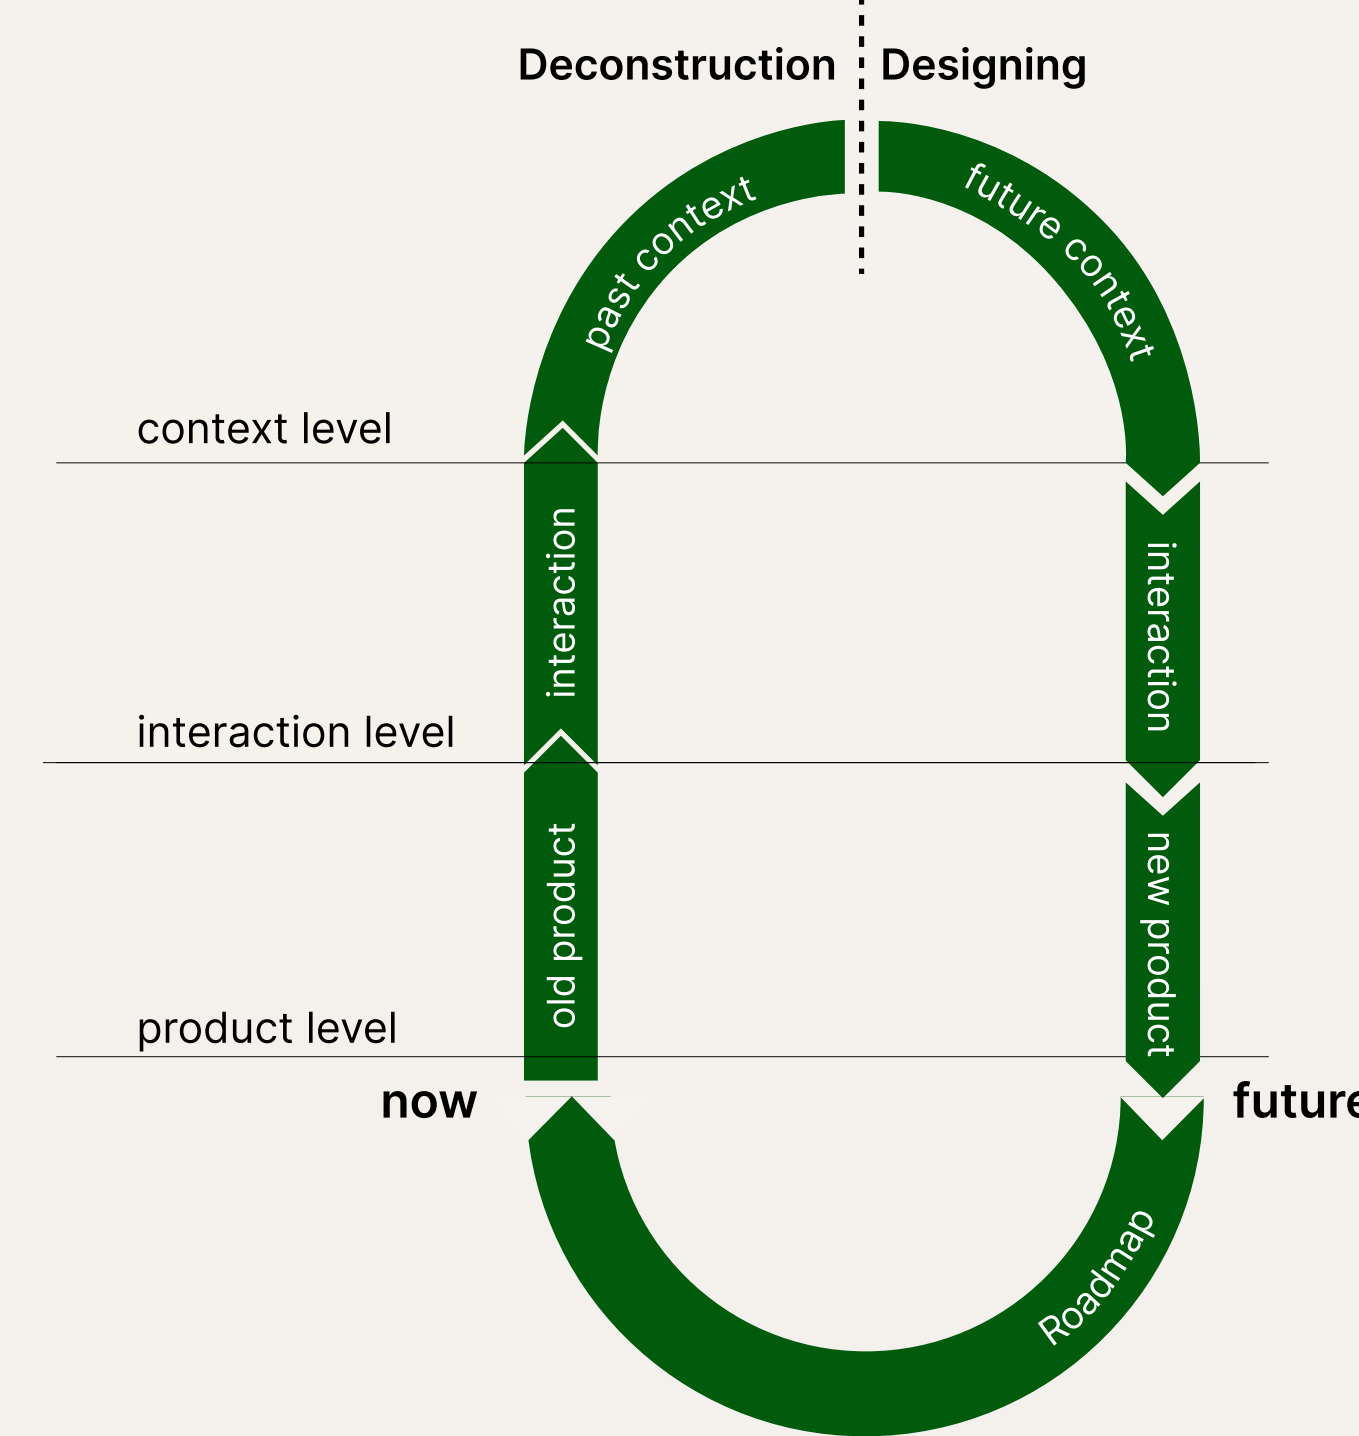 Deconstruction
Designing
past context
future context
context level
interaction
interaction
interaction level
old product
new product
product level
now
future
Roadmap